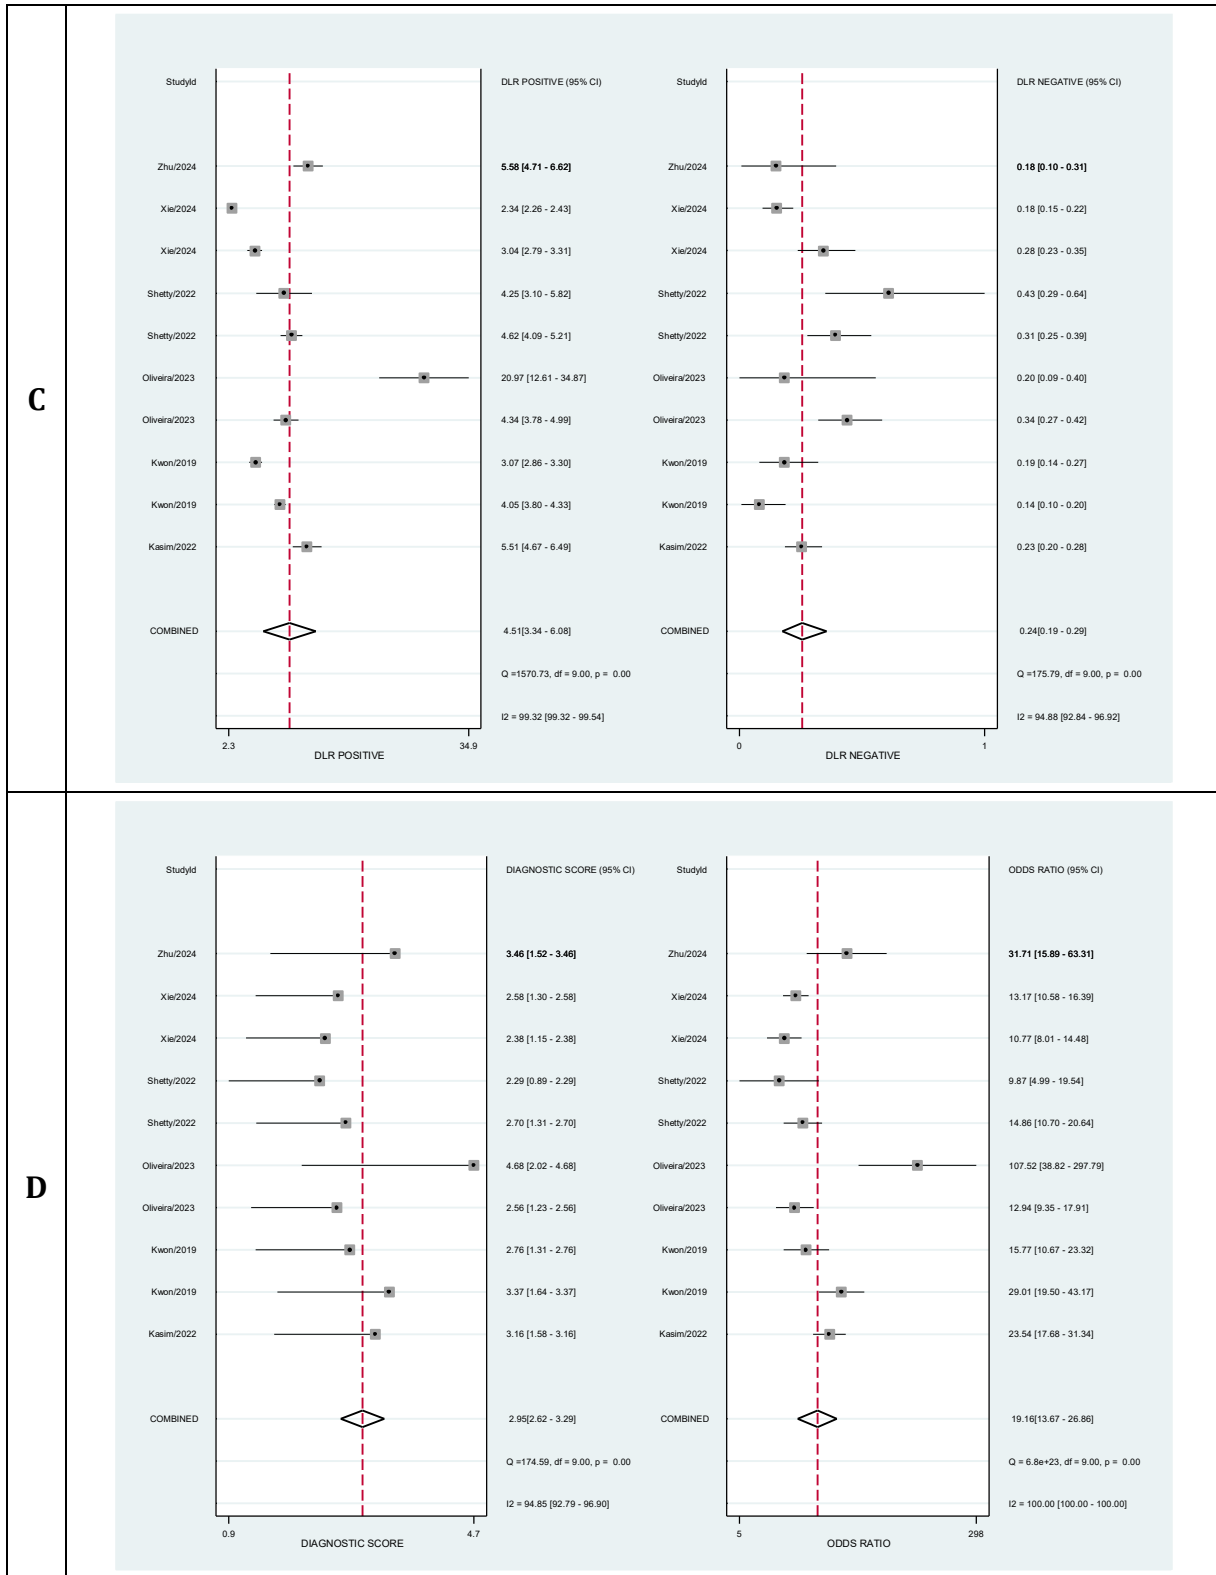 C
StudyId DLR POSITIVE (95% CI)
Zhu/2024 5.58 [4.71 - 6.62]
Xie/2024 2.34 [2.26 - 2.43]
Xie/2024 3.04 [2.79 - 3.31]
Shetty/2022 4.25 [3.10 - 5.82]
Shetty/2022 4.62 [4.09 - 5.21]
Oliveira/2023 20.97 [12.61 - 34.87]
Oliveira/2023 4.34 [3.78 - 4.99]
Kwon/2019 3.07 [2.86 - 3.30]
Kwon/2019 4.05 [3.80 - 4.33]
Kasim/2022 5.51 [4.67 - 6.49]
COMBINED 4.51[3.34 - 6.08]
Q =1570.73, df = 9.00, p = 0.00
I2 = 99.32 [99.32 - 99.54]
2.3 34.9
DLR POSITIVE
StudyId DLR NEGATIVE (95% CI)
Zhu/2024 0.18 [0.10 - 0.31]
Xie/2024 0.18 [0.15 - 0.22]
Xie/2024 0.28 [0.23 - 0.35]
Shetty/2022 0.43 [0.29 - 0.64]
Shetty/2022 0.31 [0.25 - 0.39]
Oliveira/2023 0.20 [0.09 - 0.40]
Oliveira/2023 0.34 [0.27 - 0.42]
Kwon/2019 0.19 [0.14 - 0.27]
Kwon/2019 0.14 [0.10 - 0.20]
Kasim/2022 0.23 [0.20 - 0.28]
COMBINED 0.24[0.19 - 0.29]
Q =175.79, df = 9.00, p = 0.00
I2 = 94.88 [92.84 - 96.92]
0 1
DLR NEGATIVE
D
StudyId DIAGNOSTIC SCORE (95% CI)
Zhu/2024 3.46 [1.52 - 3.46]
Xie/2024 2.58 [1.30 - 2.58]
Xie/2024 2.38 [1.15 - 2.38]
Shetty/2022 2.29 [0.89 - 2.29]
Shetty/2022 2.70 [1.31 - 2.70]
Oliveira/2023 4.68 [2.02 - 4.68]
Oliveira/2023 2.56 [1.23 - 2.56]
Kwon/2019 2.76 [1.31 - 2.76]
Kwon/2019 3.37 [1.64 - 3.37]
Kasim/2022 3.16 [1.58 - 3.16]
COMBINED 2.95[2.62 - 3.29]
Q =174.59, df = 9.00, p = 0.00
I2 = 94.85 [92.79 - 96.90]
0.9 4.7
DIAGNOSTIC SCORE
StudyId ODDS RATIO (95% CI)
Zhu/2024 31.71 [15.89 - 63.31]
Xie/2024 13.17 [10.58 - 16.39]
Xie/2024 10.77 [8.01 - 14.48]
Shetty/2022 9.87 [4.99 - 19.54]
Shetty/2022 14.86 [10.70 - 20.64]
Oliveira/2023 107.52 [38.82 - 297.79]
Oliveira/2023 12.94 [9.35 - 17.91]
Kwon/2019 15.77 [10.67 - 23.32]
Kwon/2019 29.01 [19.50 - 43.17]
Kasim/2022 23.54 [17.68 - 31.34]
COMBINED 19.16[13.67 - 26.86]
Q = 6.8e+23, df = 9.00, p = 0.00
I2 = 100.00 [100.00 - 100.00]
5 298
ODDS RATIO